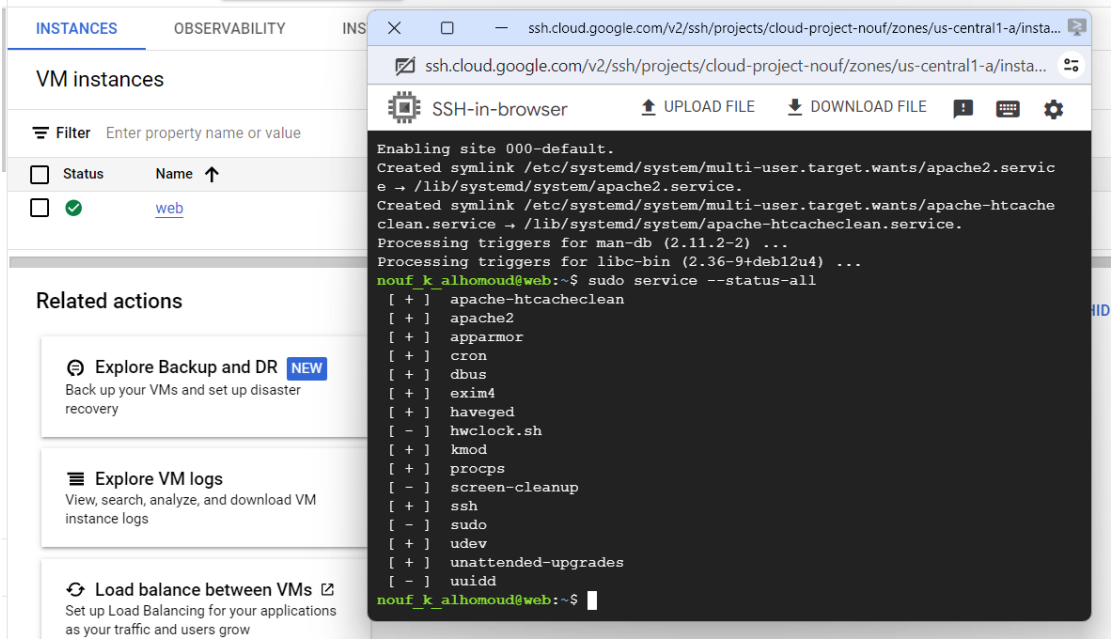 INSTANCES
OBSERVABILITY
INS
VM instances
Filter
Enter property name or value
Status
Name
web
Related actions
Explore Backup and DR NEW
Back up your VMs and set up disaster
recovery
Explore VM logs
View, search, analyze, and download VM
instance logs
Load balance between VMs
Set up Load Balancing for your applications
as your traffic and users grow
HID
ssh.cloud.google.com/v2/ssh/projects/cloud-project-nouf/zones/us-central1-a/insta...
ssh.cloud.google.com/v2/ssh/projects/cloud-project-nouf/zones/us-central1-a/insta...
SSH-in-browser
UPLOAD FILE
DOWNLOAD FILE
Enabling site 000-default.
Created symlink /etc/systemd/system/multi-user.target.wants/apache2.servic
e → /lib/systemd/system/apache2.service.
Created symlink /etc/systemd/system/multi-user.target.wants/apache-htcache
clean.service → /lib/systemd/system/apache-htcacheclean.service.
Processing triggers for man-db (2.11.2-2) ...
Processing triggers for libc-bin (2.36-9+deb12u4) ...
nouf_k_alhomoud@web:~$ sudo service --status-all
[ + ] apache-htcacheclean
[ + ] apache2
[ + ] apparmor
[ + ] cron
[ + ] dbus
[ + ] exim4
[ + ] haveged
[ - ] hwclock.sh
[ + ] kmod
[ + ] procps
[ - ] screen-cleanup
[ + ] ssh
[ - ] sudo
[ + ] udev
[ + ] unattended-upgrades
[ - ] uuidd
nouf_k_alhomoud@web:~$